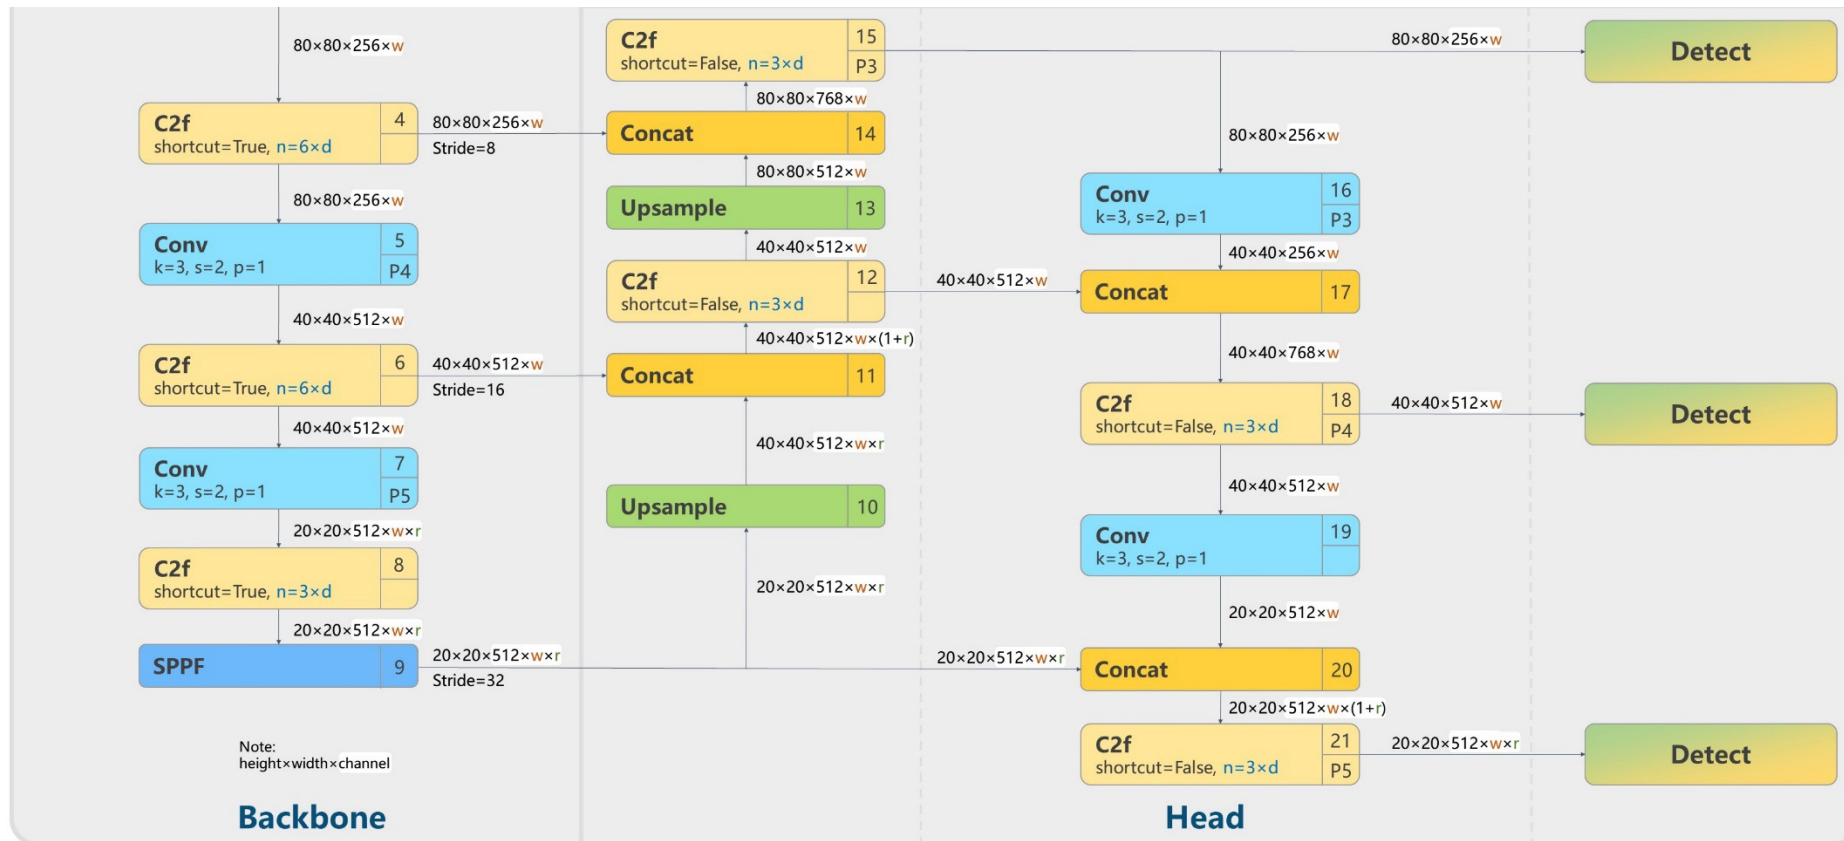 80×80×256×w
C2f
shortcut=True, n=6×d
4
80×80×256×w
Stride=8
80×80×256×w
Conv
k=3, s=2, p=1
5
P4
40×40×512×w
C2f
shortcut=True, n=6×d
6
40×40×512×w
Stride=16
40×40×512×w
Conv
k=3, s=2, p=1
7
P5
20×20×512×w×r
C2f
shortcut=True, n=3×d
8
20×20×512×w×r
SPPF
9
20×20×512×w×r
Stride=32
Note:
height×width×channel
Backbone
C2f
shortcut=False, n=3×d
15
P3
80×80×768×w
Concat
14
80×80×512×w
Upsample
13
40×40×512×w
C2f
shortcut=False, n=3×d
12
40×40×512×w×(1+r)
Concat
11
40×40×512×w×r
Upsample
10
20×20×512×w×r
80×80×256×w
Detect
80×80×256×w
Conv
k=3, s=2, p=1
16
P3
40×40×256×w
40×40×512×w
Concat
17
40×40×768×w
C2f
shortcut=False, n=3×d
18
P4
40×40×512×w
Detect
40×40×512×w
Conv
k=3, s=2, p=1
19
20×20×512×w
20×20×512×w×r
Concat
20
20×20×512×w×(1+r)
C2f
shortcut=False, n=3×d
21
P5
20×20×512×w×r
Detect
Head